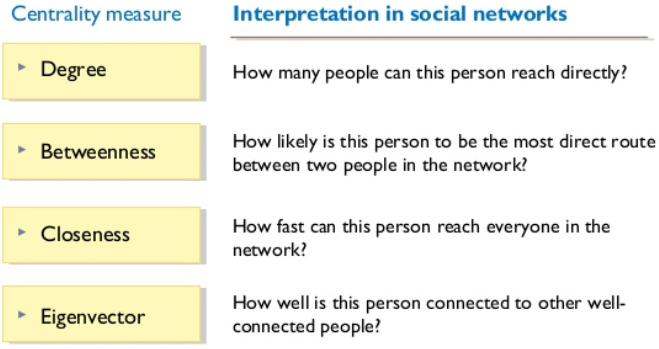 Centrality measure
Interpretation in social networks
Degree
How many people can this person reach directly?
Betweenness
How likely is this person to be the most direct route
between two people in the network?
Closeness
How fast can this person reach everyone in the
network?
Eigenvector
How well is this person connected to other well-
connected people?